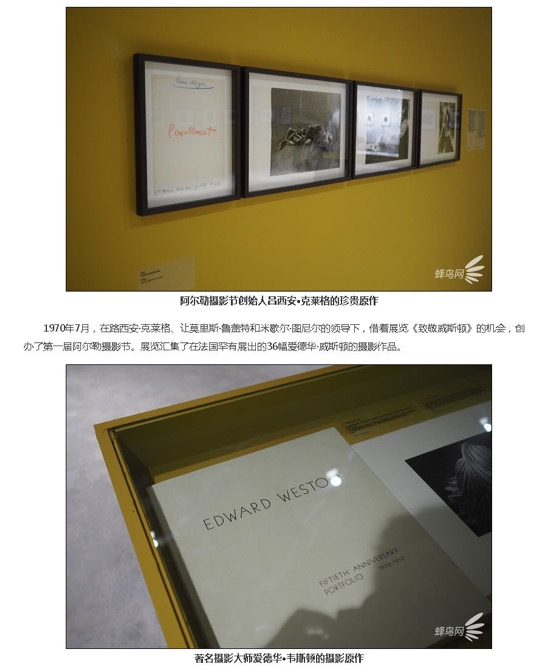 蜂鸟网
阿尔勒摄影节创始人吕西安•克莱格的珍贵原作
1970年7月，在路西安·克莱格、让莫里斯·鲁盖特和米歇尔·图尼尔的领导下，借着展览《致敬威斯顿》的机会，创
办了第一届阿尔勒摄影节。展览汇集了在法国罕有展出的36幅爱德华·威斯顿的摄影作品。
EDWARD WESTON
FIFTIETH ANNIVERSARY
PORTFOLIO 1902-1952
蜂鸟网
著名摄影大师爱德华•韦斯顿的摄影原作